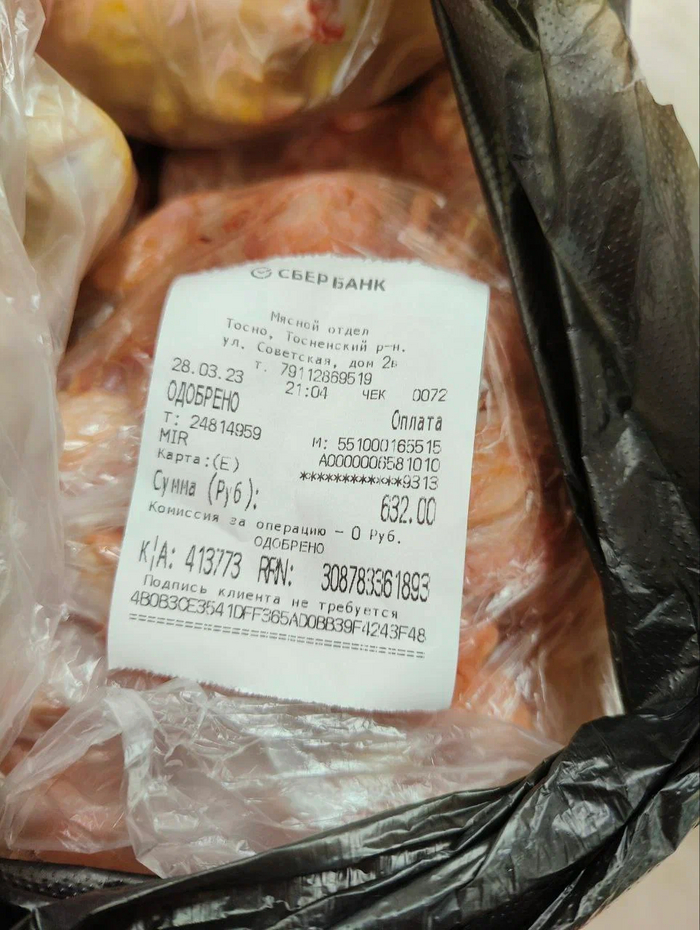 СБЕРБАНК
Мясной отдел
Тосно, Тосненский р-н.
ул. Советская, дом 2в
т. 79112869519
28.03.23 21:04 ЧЕК 0072
ОДОБРЕНО Оплата
Т: 24814959 М: 551000165515
MIR A0000006581010
Карта:(E) ************9313
Сумма (Руб): 632.00
Комиссия за операцию – 0 Руб.
ОДОБРЕНО
К/А: 413773 RRN: 308783361893
Подпись клиента не требуется
4B0B3CE3541DFF365AD0BB39F4243F48
================================